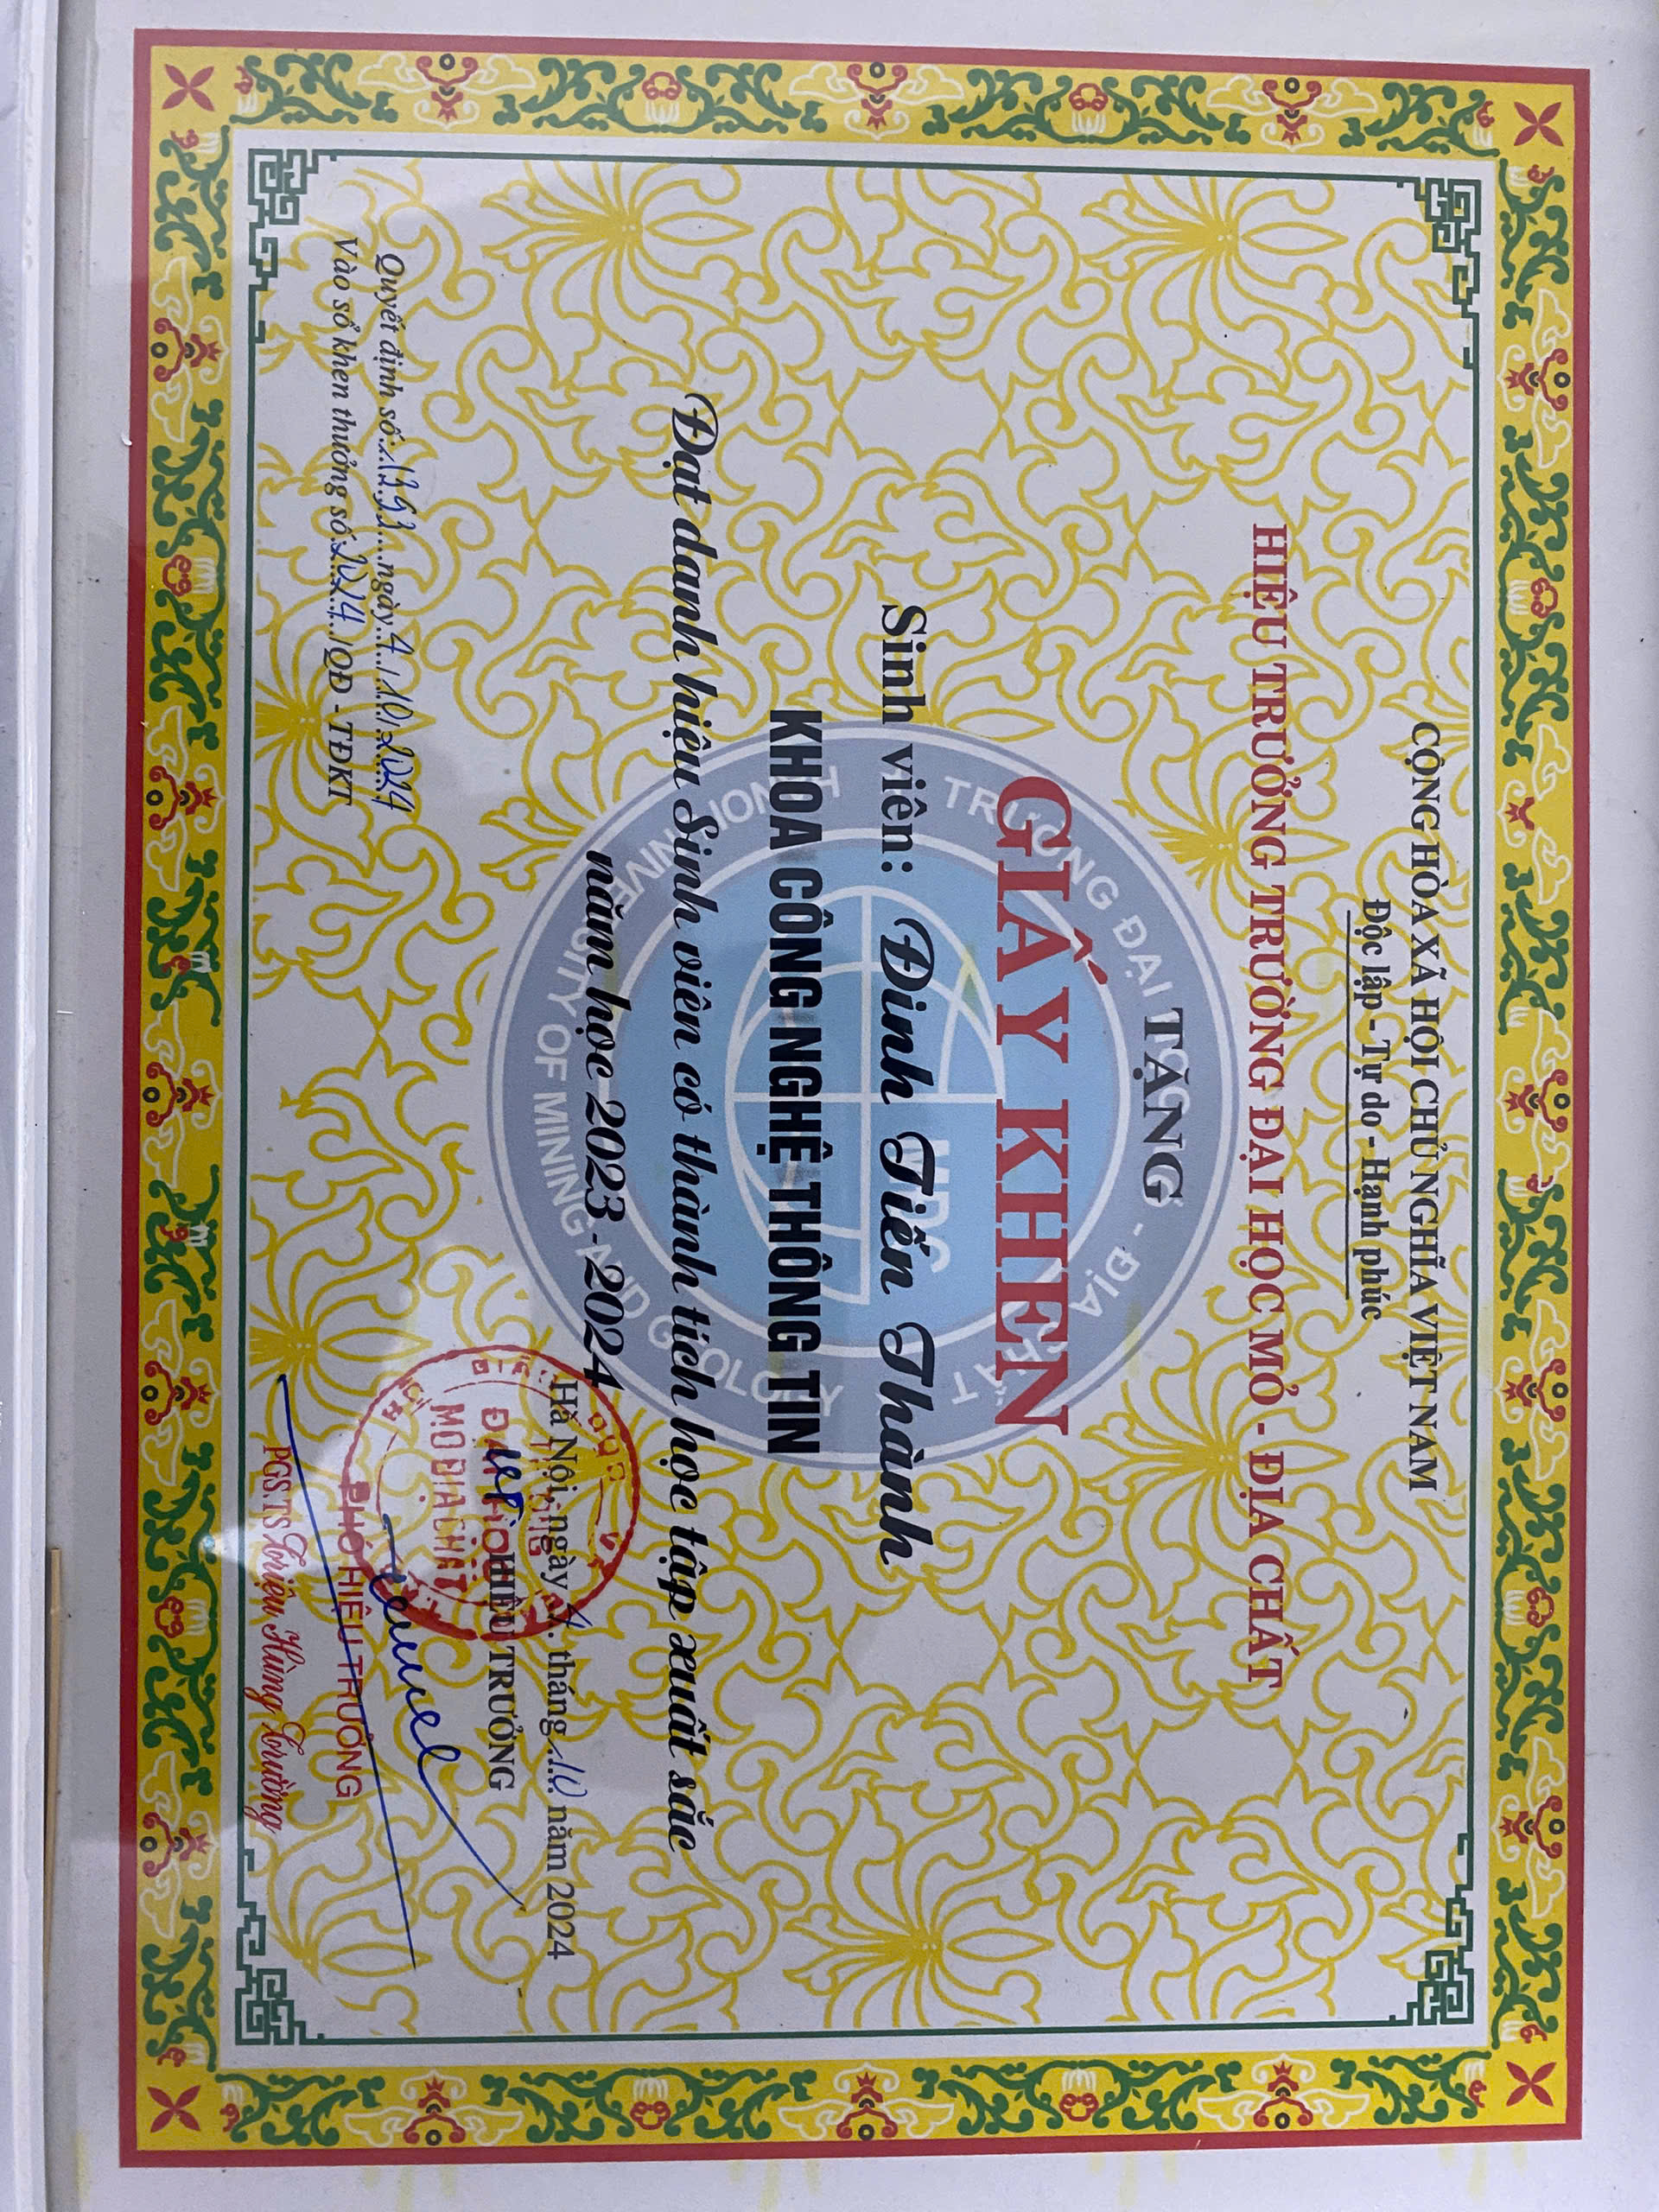 CỘNG HÒA XÃ HỘI CHỦ NGHĨA VIỆT NAM
Độc lập - Tự do - Hạnh phúc
HIỆU TRƯỞNG TRƯỜNG ĐẠI HỌC MỎ - ĐỊA CHẤT
TẶNG
GIẤY KHEN
Sinh viên: Đinh Tiến Thành
KHOA CÔNG NGHỆ THÔNG TIN
Đạt danh hiệu Sinh viên có thành tích học tập xuất sắc
năm học 2023 - 2024
Hà Nội, ngày 4 tháng 10 năm 2024
KT. HIỆU TRƯỞNG
PHÓ HIỆU TRƯỞNG
PGS.TS Triệu Hùng Trường
Quyết định số: 1393 ngày 4/10/2024
Vào sổ khen thưởng số: 2024/QĐ - TĐKT
TRƯỜNG ĐẠI HỌC MỎ - ĐỊA CHẤT
MDC
HANOI UNIVERSITY OF MINING AND GEOLOGY
TRƯỜNG
ĐẠI HỌC
MỎ ĐỊA CHẤT